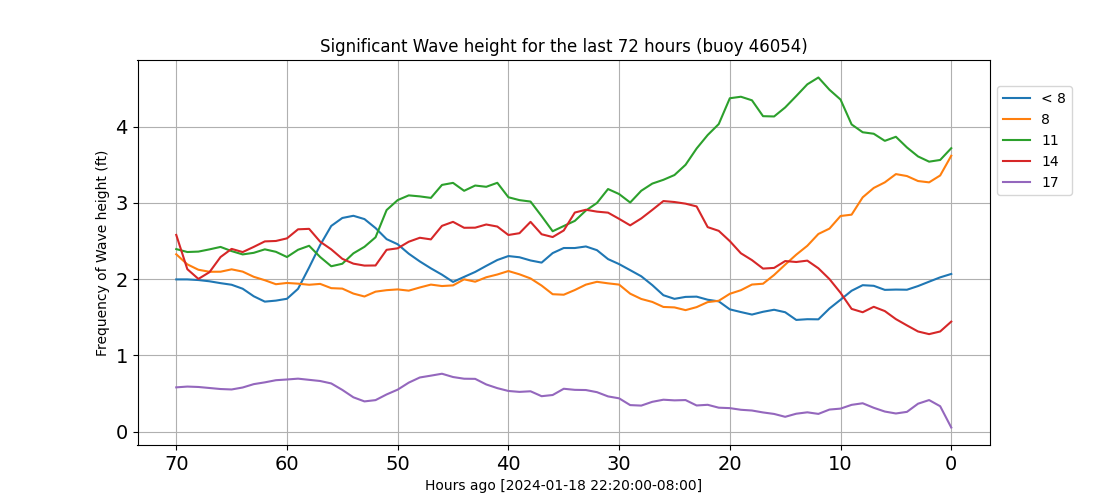 Significant Wave height for the last 72 hours (buoy 46054)
Frequency of Wave height (ft)
4
3
2
1
0
70 60 50 40 30 20 10 0
Hours ago [2024-01-18 22:20:00-08:00]
< 8
8
11
14
17